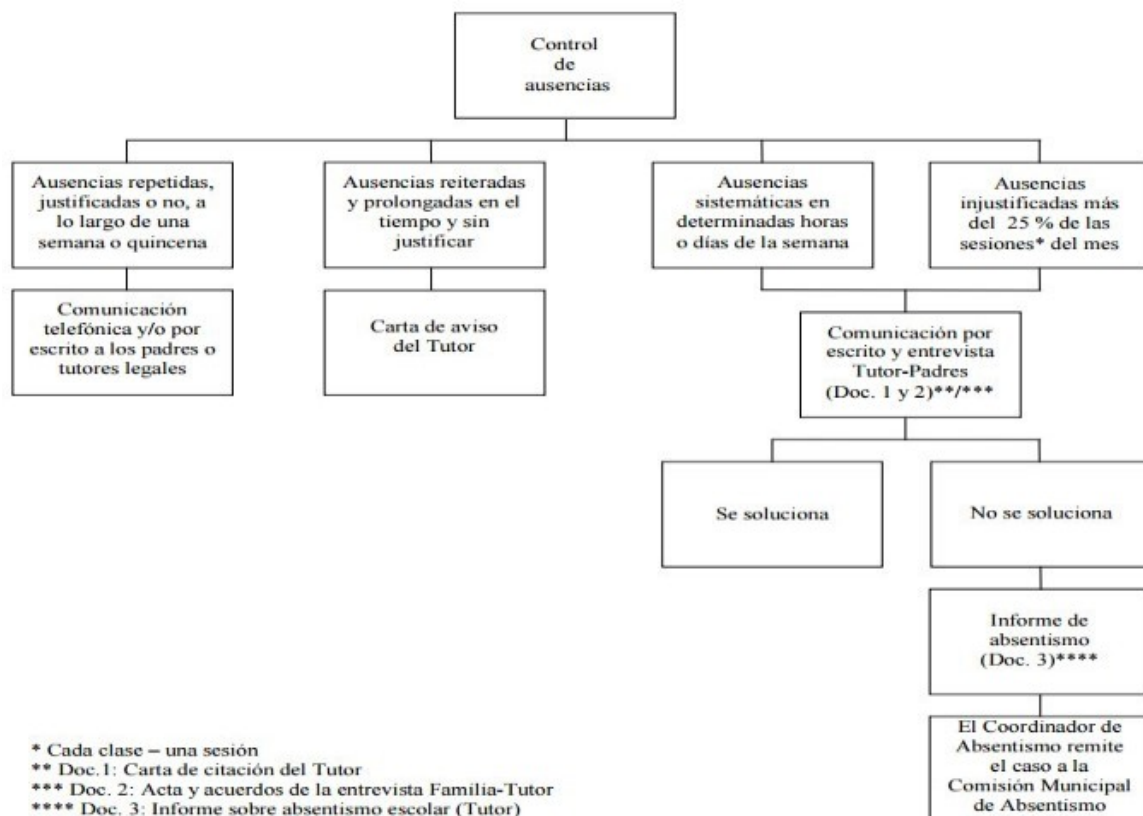 Control
de
ausencias
Ausencias repetidas,
justificadas o no, a
lo largo de una
semana o quincena
Ausencias reiteradas
y prolongadas en el
tiempo y sin
justificar
Ausencias
sistemáticas en
determinadas horas
o días de la semana
Ausencias
injustificadas más
del 25 % de las
sesiones* del mes
Comunicación
telefónica y/o por
escrito a los padres o
tutores legales
Carta de aviso
del Tutor
Comunicación por
escrito y entrevista
Tutor-Padres
(Doc. 1 y 2)**/***
Se soluciona
No se soluciona
Informe de
absentismo
(Doc. 3)****
El Coordinador de
Absentismo remite
el caso a la
Comisión Municipal
de Absentismo
* Cada clase – una sesión
** Doc.1: Carta de citación del Tutor
*** Doc. 2: Acta y acuerdos de la entrevista Familia-Tutor
**** Doc. 3: Informe sobre absentismo escolar (Tutor)